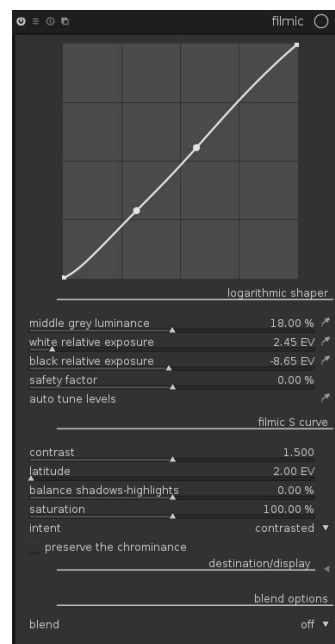 filmic
logarithmic shaper
middle grey luminance 18.00 %
white relative exposure 2.45 EV
black relative exposure -8.65 EV
safety factor 0.00 %
auto tune levels
filmic S curve
contrast 1.500
latitude 2.00 EV
balance shadows-highlights 0.00 %
saturation 100.00 %
intent contrasted
preserve the chrominance
destination/display
blend options
blend off